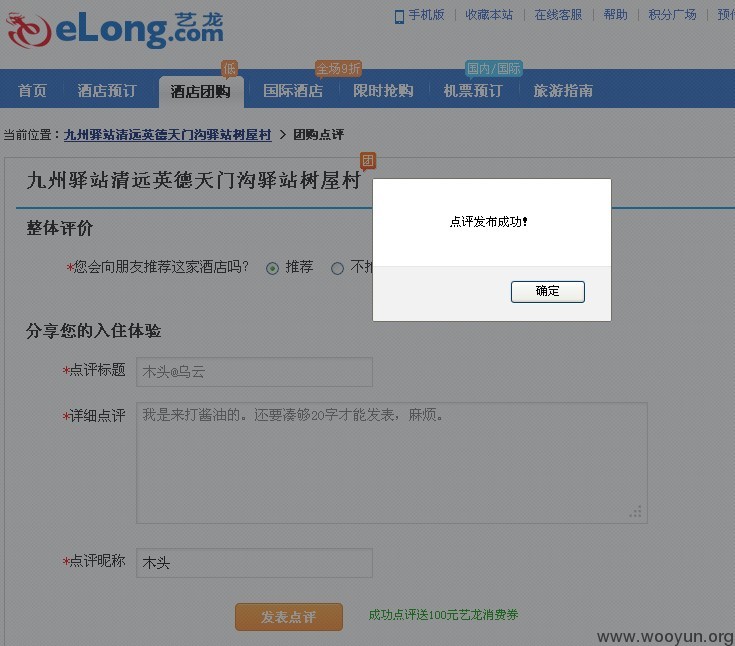 eLong.com 艺龙
手机版 收藏本站 在线客服 帮助 积分广场 预
低 全场9折 国内/国际
首页 酒店预订 酒店团购 国际酒店 限时抢购 机票预订 旅游指南
当前位置：九州驿站清远英德天门沟驿站树屋村 > 团购点评
团
九州驿站清远英德天门沟驿站树屋村
点评发布成功！
确定
整体评价
*您会向朋友推荐这家酒店吗? 推荐 不
分享您的入住体验
*点评标题 木头@乌云
*详细点评 我是来打酱油的。还要凑够20字才能发表，麻烦。
*点评昵称 木头
发表点评 成功点评送100元艺龙消费券
www.wooyun.org